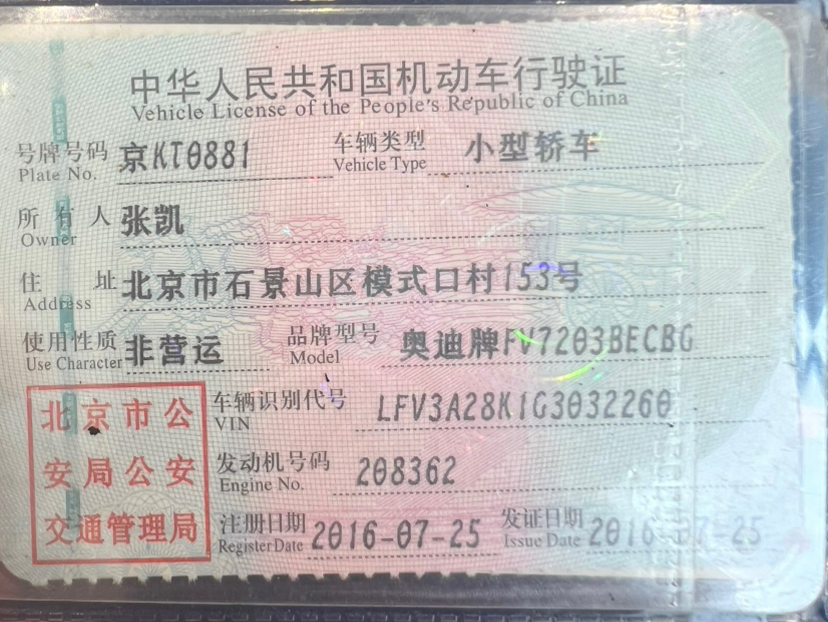 中华人民共和国机动车行驶证
Vehicle License of the People's Republic of China
号牌号码 京KT0881 车辆类型 小型轿车
Plate No. Vehicle Type
所有人 张凯
Owner
住址 北京市石景山区模式口村153号
Address
使用性质 非营运 品牌型号 奥迪牌FV7203BECBG
Use Character Model
北京市公 车辆识别代号 LFV3A28K1G3032260
VIN
安局公安 发动机号码 208362
Engine No.
交通管理局 注册日期 2016-07-25 发证日期 2016-07-25
Register Date Issue Date